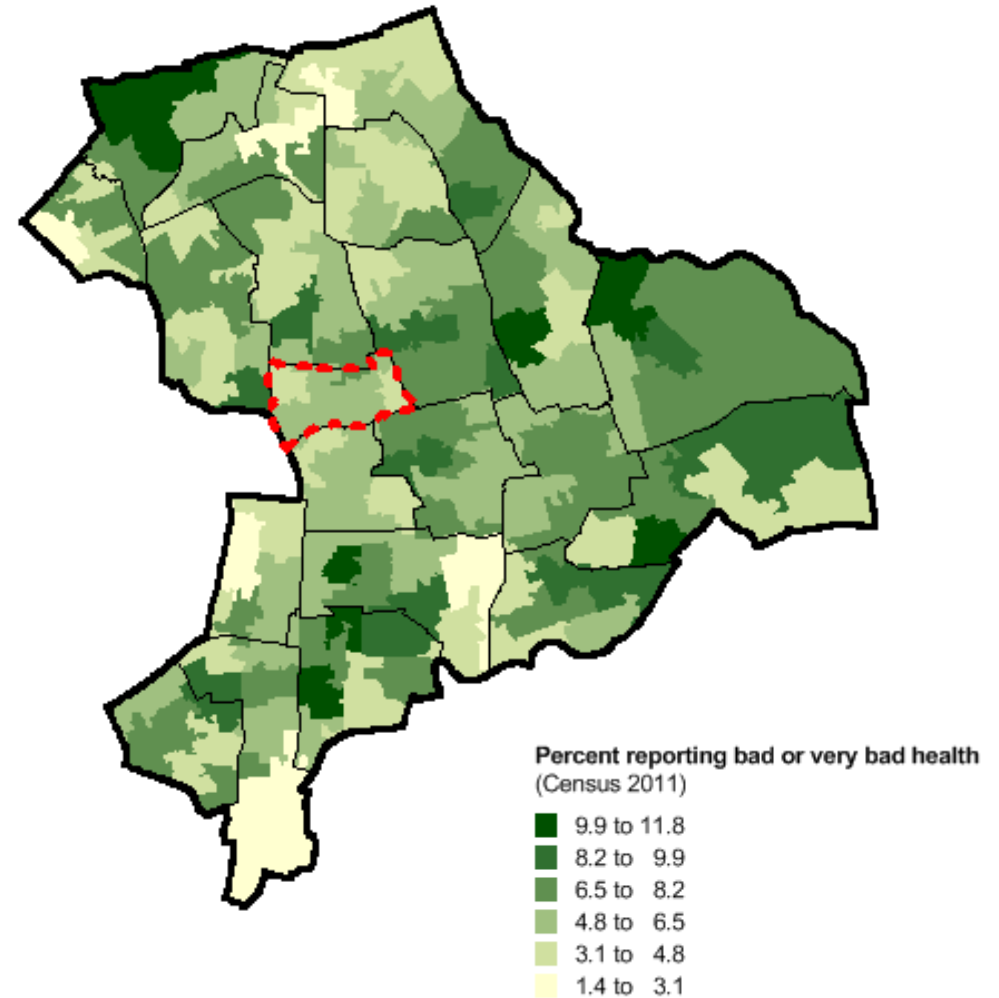 Percent reporting bad or very bad health
(Census 2011)
9.9 to 11.8
8.2 to 9.9
6.5 to 8.2
4.8 to 6.5
3.1 to 4.8
1.4 to 3.1